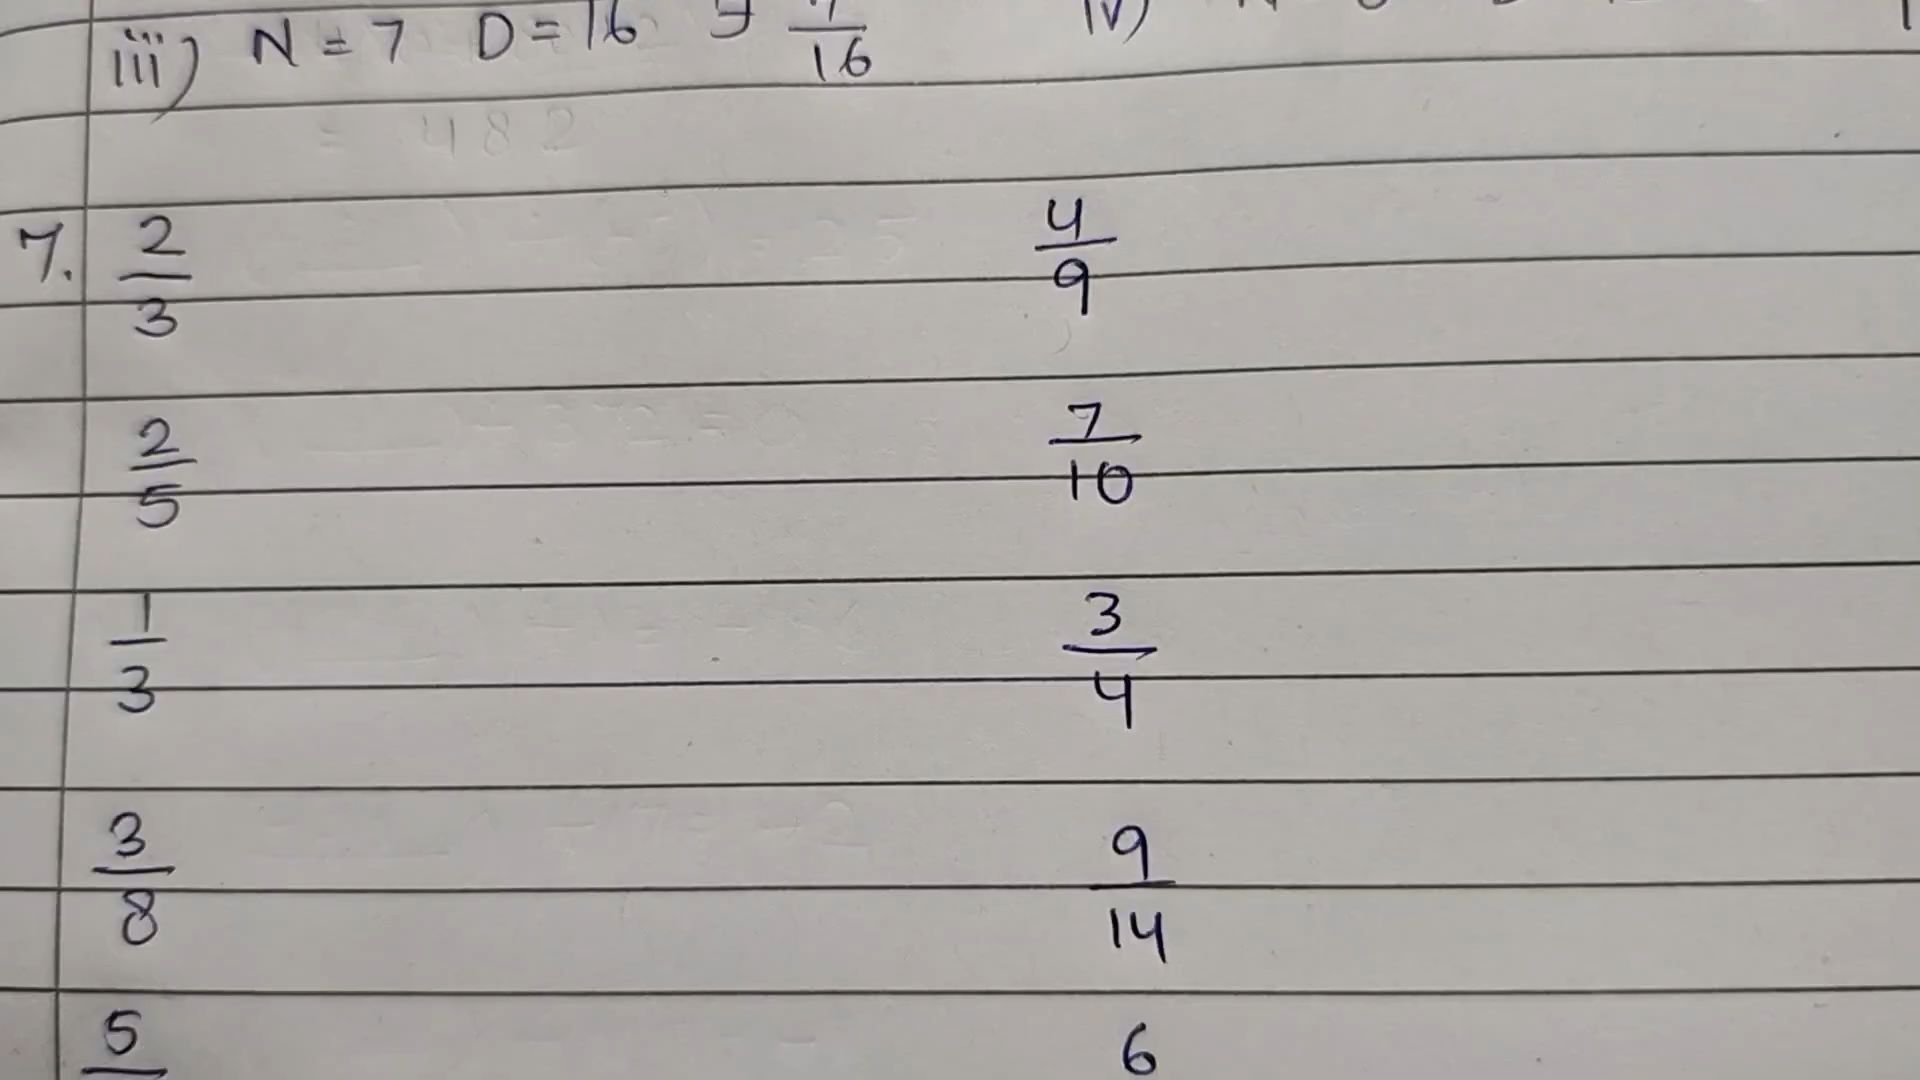 iii) N = 7 D = 16 ⇒ 7/16 iv)
= 482
7. 2/3 4/9
2/5 7/10
1/3 3/4
3/8 9/14
5 6